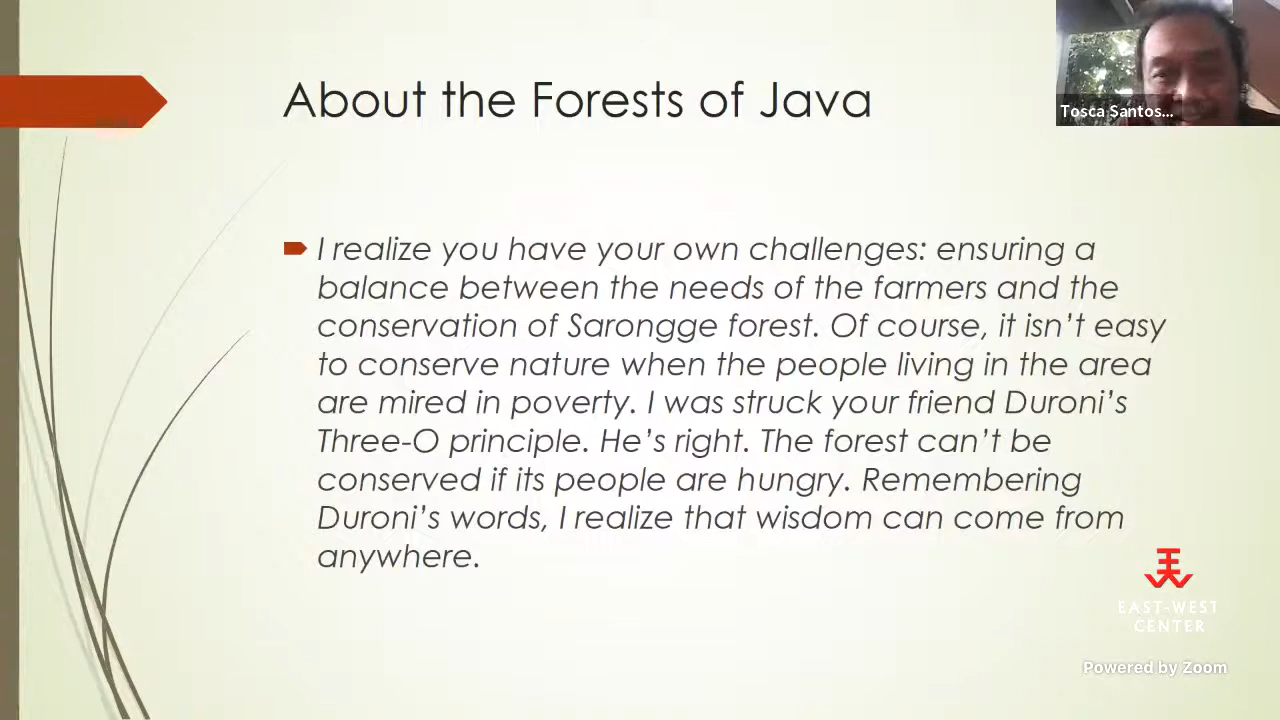 About the Forests of Java
Tosca Santos...
I realize you have your own challenges: ensuring a
balance between the needs of the farmers and the
conservation of Sarongge forest. Of course, it isn't easy
to conserve nature when the people living in the area
are mired in poverty. I was struck your friend Duroni's
Three-O principle. He's right. The forest can't be
conserved if its people are hungry. Remembering
Duroni's words, I realize that wisdom can come from
anywhere.
EAST-WEST
CENTER
Powered by Zoom